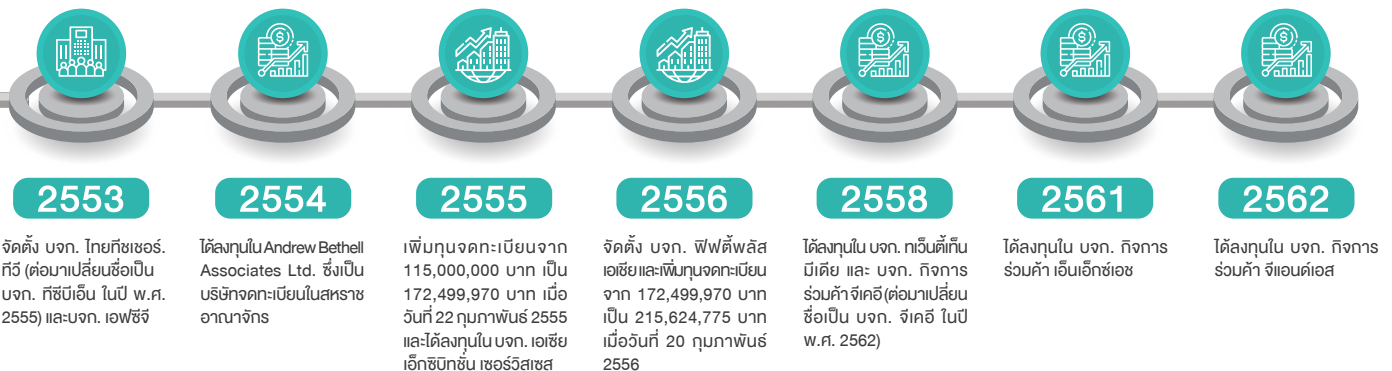 2553
จัดตั้ง บจก. ไทยทีชเชอร์.
ทีวี (ต่อมาเปลี่ยนชื่อเป็น
บจก. ทีซีบีเอ็น ในปี พ.ศ.
2555) และบจก. เอฟซีจี
2554
ได้ลงทุนใน Andrew Bethell
Associates Ltd. ซึ่งเป็น
บริษัทจดทะเบียนในสหราช
อาณาจักร
2555
เพิ่มทุนจดทะเบียนจาก
115,000,000 บาท เป็น
172,499,970 บาท เมื่อ
วันที่ 22 กุมภาพันธ์ 2555
และได้ลงทุนใน บจก. เอเชีย
เอ็กซิบิทชั่น เซอร์วิสเซส
2556
จัดตั้ง บจก. ฟิฟตี้พลัส
เอเชียและเพิ่มทุนจดทะเบียน
จาก 172,499,970 บาท
เป็น 215,624,775 บาท
เมื่อวันที่ 20 กุมภาพันธ์
2556
2558
ได้ลงทุนใน บจก. ทเว็นตี้เท็น
มีเดีย และ บจก. กิจการ
ร่วมค้า จีเคอี (ต่อมาเปลี่ยน
ชื่อเป็น บจก. จีเคอี ในปี
พ.ศ. 2562)
2561
ได้ลงทุนใน บจก. กิจการ
ร่วมค้า เอ็นเอ็กซ์เอช
2562
ได้ลงทุนใน บจก. กิจการ
ร่วมค้า จีแอนด์เอส